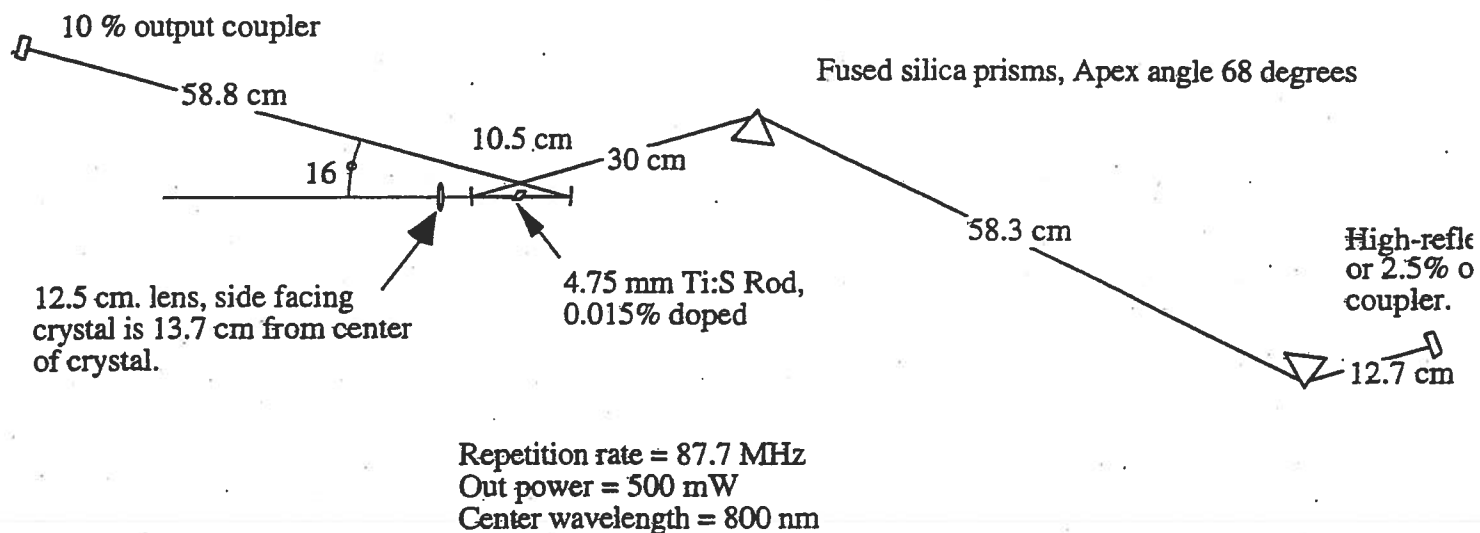 10 % output coupler
58.8 cm
16
10.5 cm
30 cm
Fused silica prisms, Apex angle 68 degrees
58.3 cm
High-refle
or 2.5% o
coupler.
12.7 cm
12.5 cm. lens, side facing
crystal is 13.7 cm from center
of crystal.
4.75 mm Ti:S Rod,
0.015% doped
Repetition rate = 87.7 MHz
Out power = 500 mW
Center wavelength = 800 nm